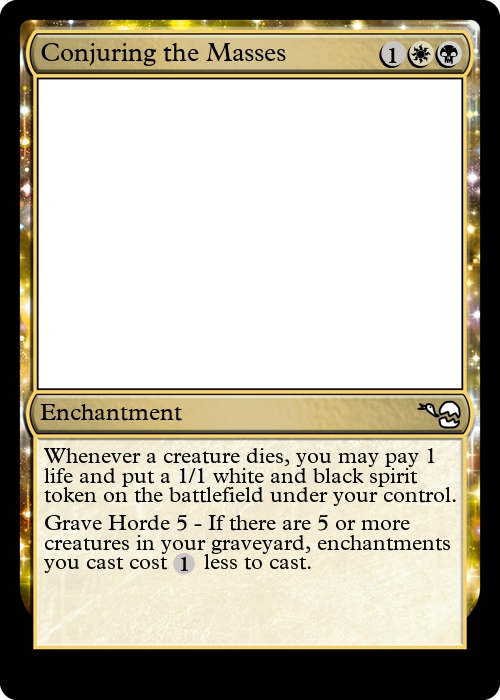 Conjuring the Masses 1
Enchantment
Whenever a creature dies, you may pay 1
life and put a 1/1 white and black spirit
token on the battlefield under your control.
Grave Horde 5 - If there are 5 or more
creatures in your graveyard, enchantments
you cast cost 1 less to cast.